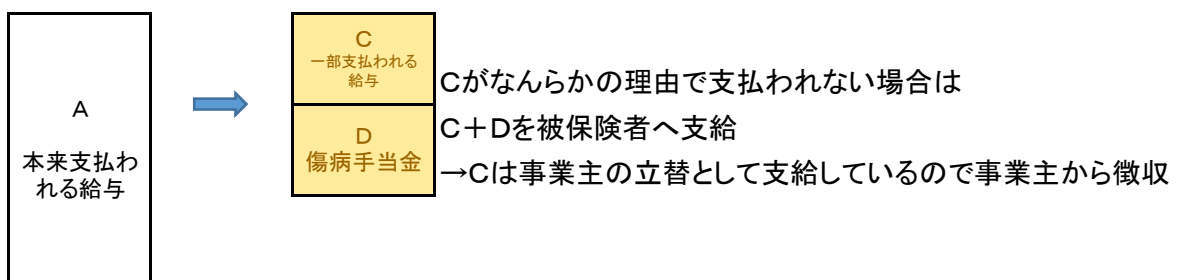 A
本来支払わ
れる給与
C
一部支払われる
給与
D
傷病手当金
Cがなんらかの理由で支払われない場合は
C+Dを被保険者へ支給
→Cは事業主の立替として支給しているので事業主から徴収